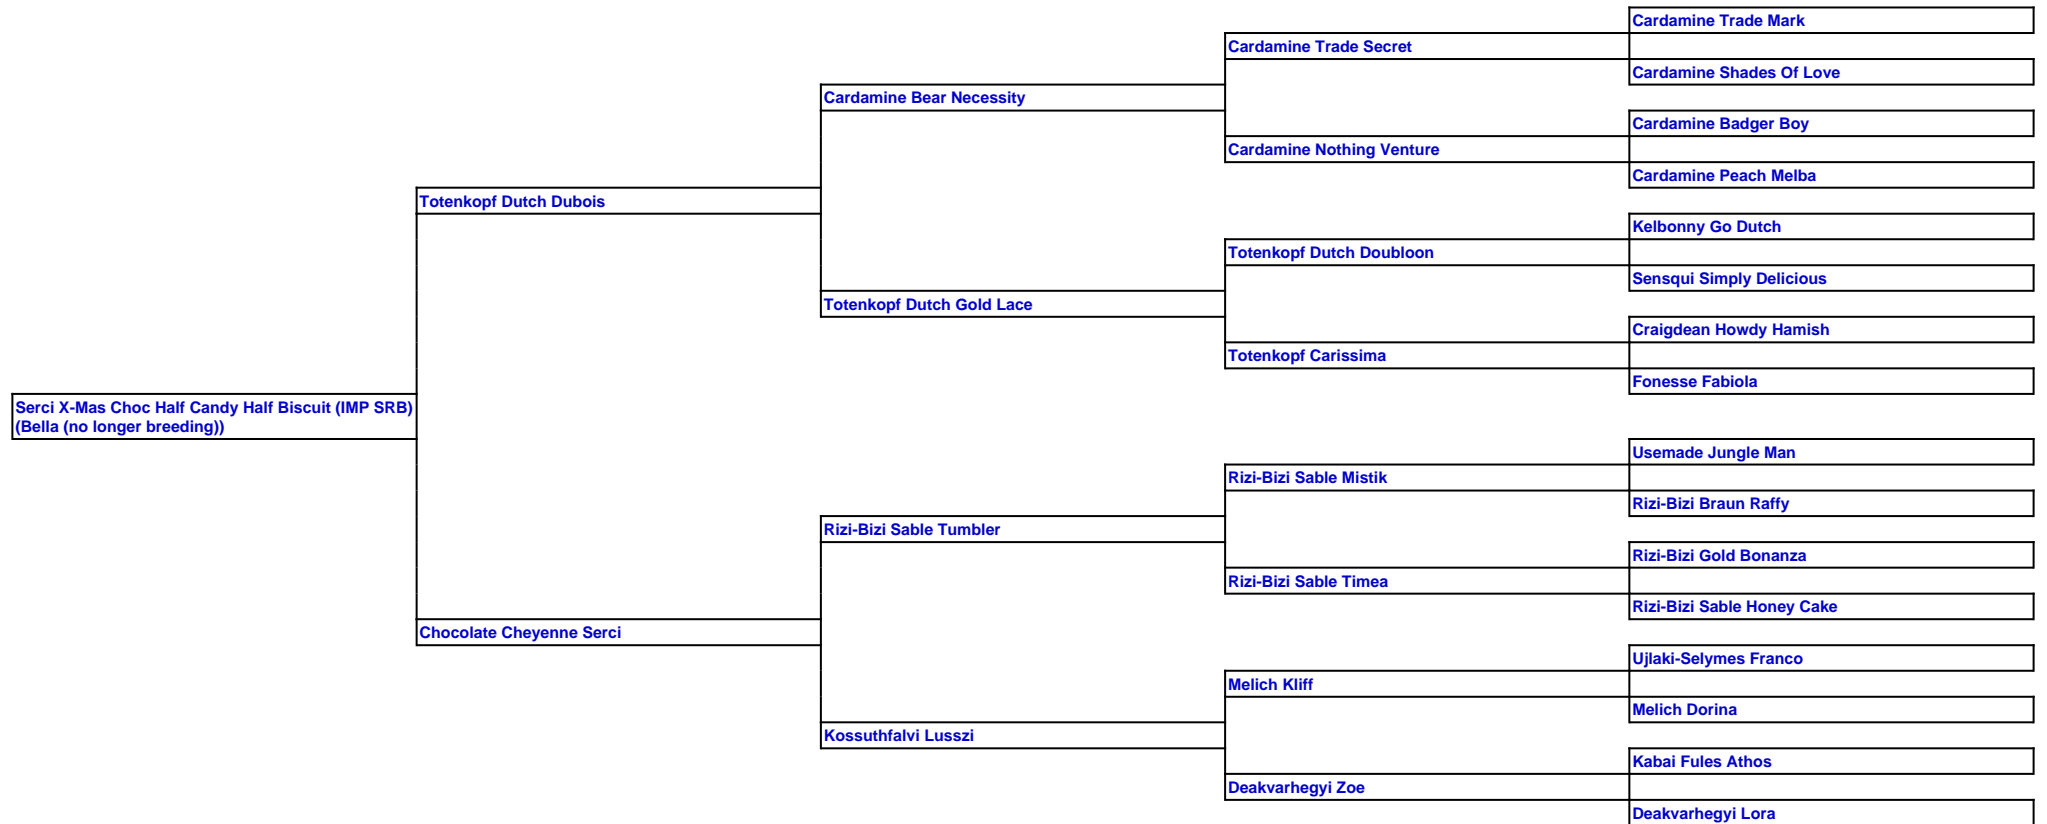 Cardamine Trade Mark
Cardamine Trade Secret
Cardamine Shades Of Love
Cardamine Bear Necessity
Cardamine Badger Boy
Cardamine Nothing Venture
Cardamine Peach Melba
Totenkopf Dutch Dubois
Kelbonny Go Dutch
Totenkopf Dutch Doubloon
Sensqui Simply Delicious
Totenkopf Dutch Gold Lace
Craigdean Howdy Hamish
Totenkopf Carissima
Fonesse Fabiola
Serci X-Mas Choc Half Candy Half Biscuit (IMP SRB)
(Bella (no longer breeding))
Usemade Jungle Man
Rizi-Bizi Sable Mistik
Rizi-Bizi Braun Raffy
Rizi-Bizi Sable Tumbler
Rizi-Bizi Gold Bonanza
Rizi-Bizi Sable Timea
Rizi-Bizi Sable Honey Cake
Chocolate Cheyenne Serci
Ujlaki-Selymes Franco
Melich Kliff
Melich Dorina
Kossuthfalvi Lusszi
Kabai Fules Athos
Deakvarhegyi Zoe
Deakvarhegyi Lora